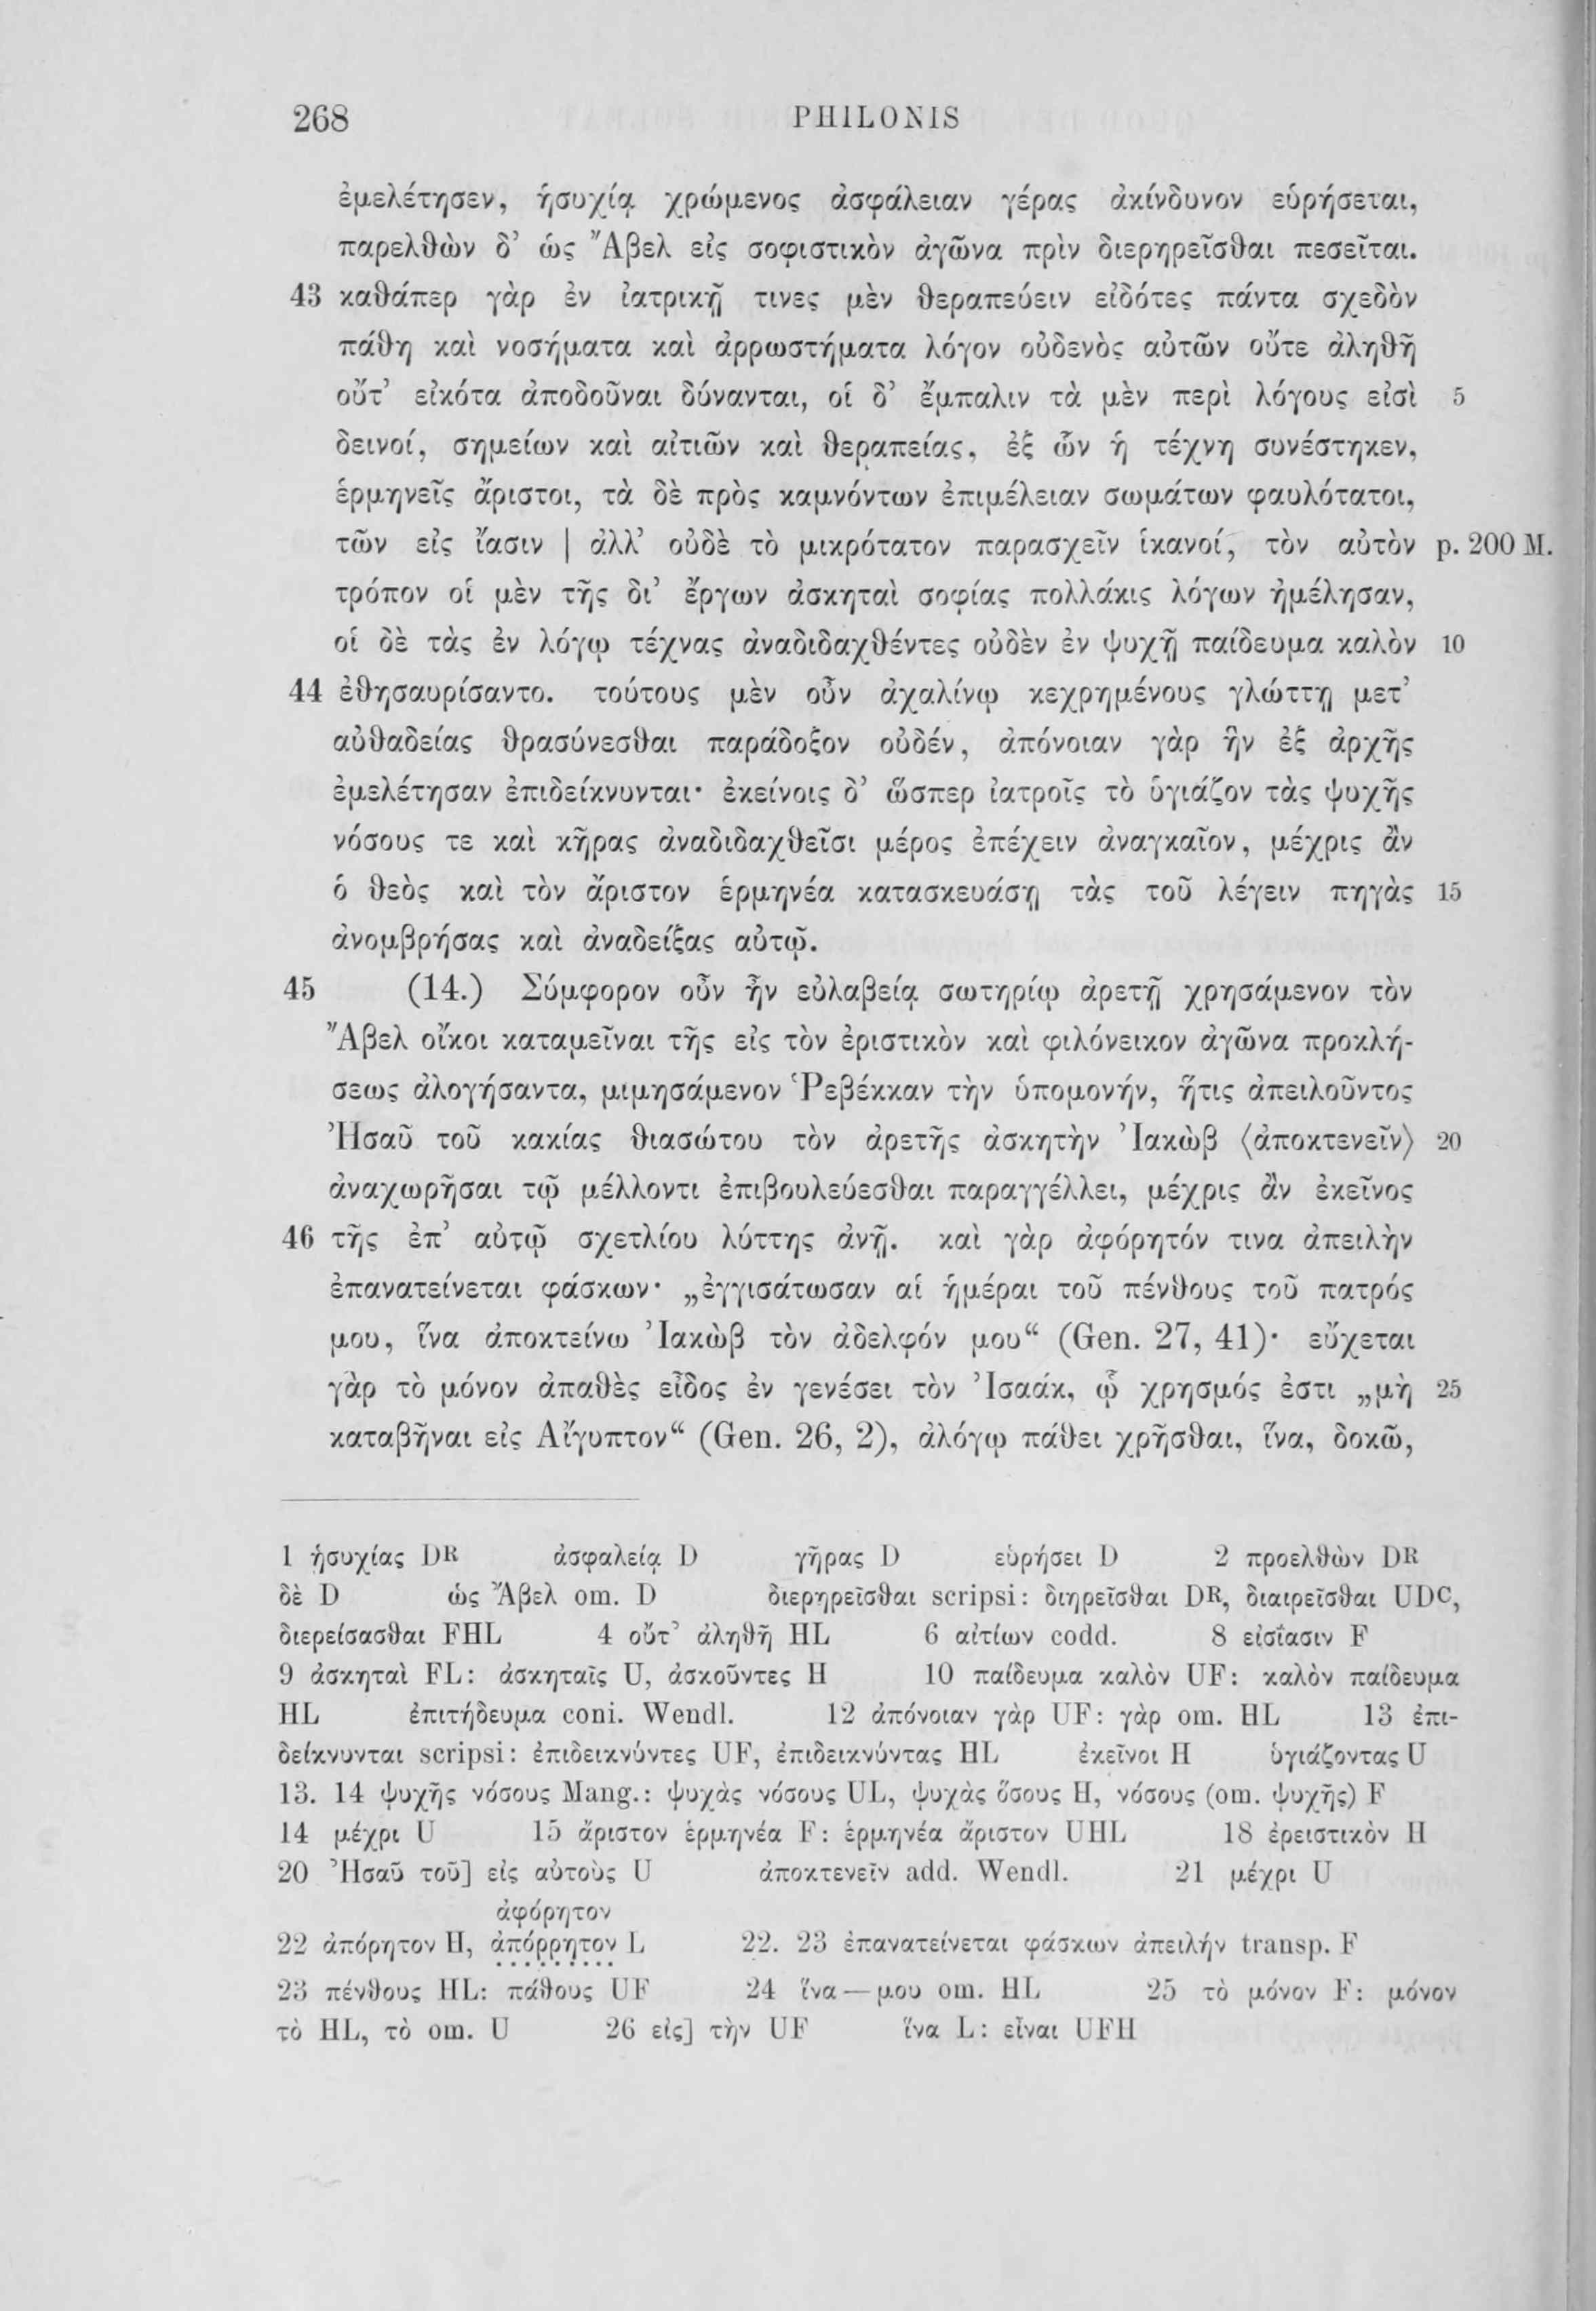 268 PHILONIS
ἐμελέτησεν, ἡσυχίᾳ χρώμενος ἀσφάλειαν γέρας ἀκίνδυνον εὑρήσεται,
παρελθὼν δ’ ὡς Ἄβελ εἰς σοφιστικὸν ἀγῶνα πρὶν διερηρεῖσθαι πεσεῖται.
43 καθάπερ γὰρ ἐν ἰατρικῇ τινες μὲν θεραπεύειν εἰδότες πάντα σχεδὸν
πάθη καὶ νοσήματα καὶ ἀρρωστήματα λόγον οὐδενὸς αὐτῶν οὔτε ἀληθῆ
οὔτ’ εἰκότα ἀποδοῦναι δύνανται, οἱ δ’ ἔμπαλιν τὰ μὲν περὶ λόγους εἰσὶ 5
δεινοί, σημείων καὶ αἰτιῶν καὶ θεραπείας, ἐξ ὧν ἡ τέχνη συνέστηκεν,
ἑρμηνεῖς ἄριστοι, τὰ δὲ πρὸς καμνόντων ἐπιμέλειαν σωμάτων φαυλότατοι,
τῶν εἰς ἴασιν | ἀλλ’ οὐδὲ τὸ μικρότατον παρασχεῖν ἱκανοί, τὸν αὐτὸν p. 200 M.
τρόπον οἱ μὲν τῆς δι’ ἔργων ἀσκηταὶ σοφίας πολλάκις λόγων ἠμέλησαν,
οἱ δὲ τὰς ἐν λόγῳ τέχνας ἀναδιδαχθέντες οὐδὲν ἐν ψυχῇ παίδευμα καλὸν 10
44 ἐθησαυρίσαντο. τούτους μὲν οὖν ἀχαλίνῳ κεχρημένους γλώττῃ μετ’
αὐθαδείας θρασύνεσθαι παράδοξον οὐδέν, ἀπόνοιαν γὰρ ἣν ἐξ ἀρχῆς
ἐμελέτησαν ἐπιδείκνυνται· ἐκείνοις δ’ ὥσπερ ἰατροῖς τὸ ὑγιάζον τὰς ψυχῆς
νόσους τε καὶ κῆρας ἀναδιδαχθεῖσι μέρος ἐπέχειν ἀναγκαῖον, μέχρις ἂν
ὁ θεὸς καὶ τὸν ἄριστον ἑρμηνέα κατασκευάσῃ τὰς τοῦ λέγειν πηγὰς 15
ἀνομβρήσας καὶ ἀναδείξας αὐτῷ.
45 (14.) Σύμφορον οὖν ἦν εὐλαβείᾳ σωτηρίῳ ἀρετῇ χρησάμενον τὸν
Ἄβελ οἴκοι καταμεῖναι τῆς εἰς τὸν ἐριστικὸν καὶ φιλόνεικον ἀγῶνα προκλή-
σεως ἀλογήσαντα, μιμησάμενον Ῥεβέκκαν τὴν ὑπομονήν, ἥτις ἀπειλοῦντος
Ἠσαῦ τοῦ κακίας θιασώτου τὸν ἀρετῆς ἀσκητὴν Ἰακὼβ ⟨ἀποκτενεῖν⟩ 20
ἀναχωρῆσαι τῷ μέλλοντι ἐπιβουλεύεσθαι παραγγέλλει, μέχρις ἂν ἐκεῖνος
46 τῆς ἐπ’ αὐτῷ σχετλίου λύττης ἀνῇ. καὶ γὰρ ἀφόρητόν τινα ἀπειλὴν
ἐπανατείνεται φάσκων· „ἐγγισάτωσαν αἱ ἡμέραι τοῦ πένθους τοῦ πατρός
μου, ἵνα ἀποκτείνω Ἰακὼβ τὸν ἀδελφόν μου“ (Gen. 27, 41)· εὔχεται
γὰρ τὸ μόνον ἀπαθὲς εἶδος ἐν γενέσει τὸν Ἰσαάκ, ᾧ χρησμός ἐστι „μὴ 25
καταβῆναι εἰς Αἴγυπτον“ (Gen. 26, 2), ἀλόγῳ πάθει χρῆσθαι, ἵνα, δοκῶ,
1 ἡσυχίας Dᴿ ἀσφαλείᾳ D γῆρας D εὑρήσει D 2 προελθὼν Dᴿ
δὲ D ὡς Ἄβελ om. D διερηρεῖσθαι scripsi: διηρεῖσθαι Dᴿ, διαιρεῖσθαι UDᶜ,
διερείσασθαι FHL 4 οὔτ’ ἀληθῆ HL 6 αἰτίων codd. 8 εἰσΐασιν F
9 ἀσκηταὶ FL: ἀσκηταῖς U, ἀσκοῦντες H 10 παίδευμα καλὸν UF: καλὸν παίδευμα
HL ἐπιτήδευμα coni. Wendl. 12 ἀπόνοιαν γὰρ UF: γὰρ om. HL 13 ἐπι-
δείκνυνται scripsi: ἐπιδεικνύντες UF, ἐπιδεικνύντας HL ἐκεῖνοι H ὑγιάζοντας U
13. 14 ψυχῆς νόσους Mang.: ψυχὰς νόσους UL, ψυχὰς ὅσους H, νόσους (om. ψυχῆς) F
14 μέχρι U 15 ἄριστον ἑρμηνέα F: ἑρμηνέα ἄριστον UHL 18 ἐρειστικὸν H
20 Ἠσαῦ τοῦ] εἰς αὐτοὺς U ἀποκτενεῖν add. Wendl. 21 μέχρι U
ἀφόρητον
22 ἀπόρητον H, ἀπόρρητον L 22. 23 ἐπανατείνεται φάσκων ἀπειλήν transp. F
23 πένθους HL: πάθους UF 24 ἵνα — μου om. HL 25 τὸ μόνον F: μόνον
τὸ HL, τὸ om. U 26 εἰς] τὴν UF ἵνα L: εἶναι UFH